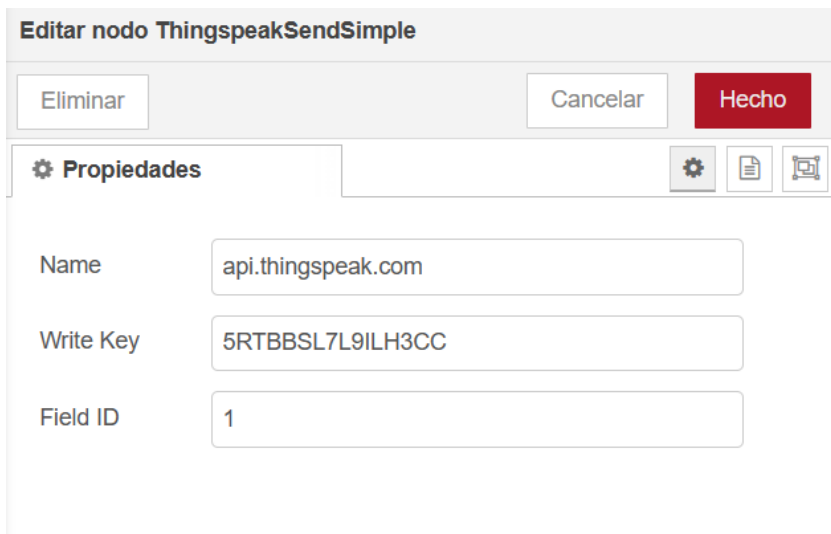 Editar nodo ThingspeakSendSimple
Eliminar Cancelar Hecho
Propiedades
Name api.thingspeak.com
Write Key 5RTBBSL7L9ILH3CC
Field ID 1